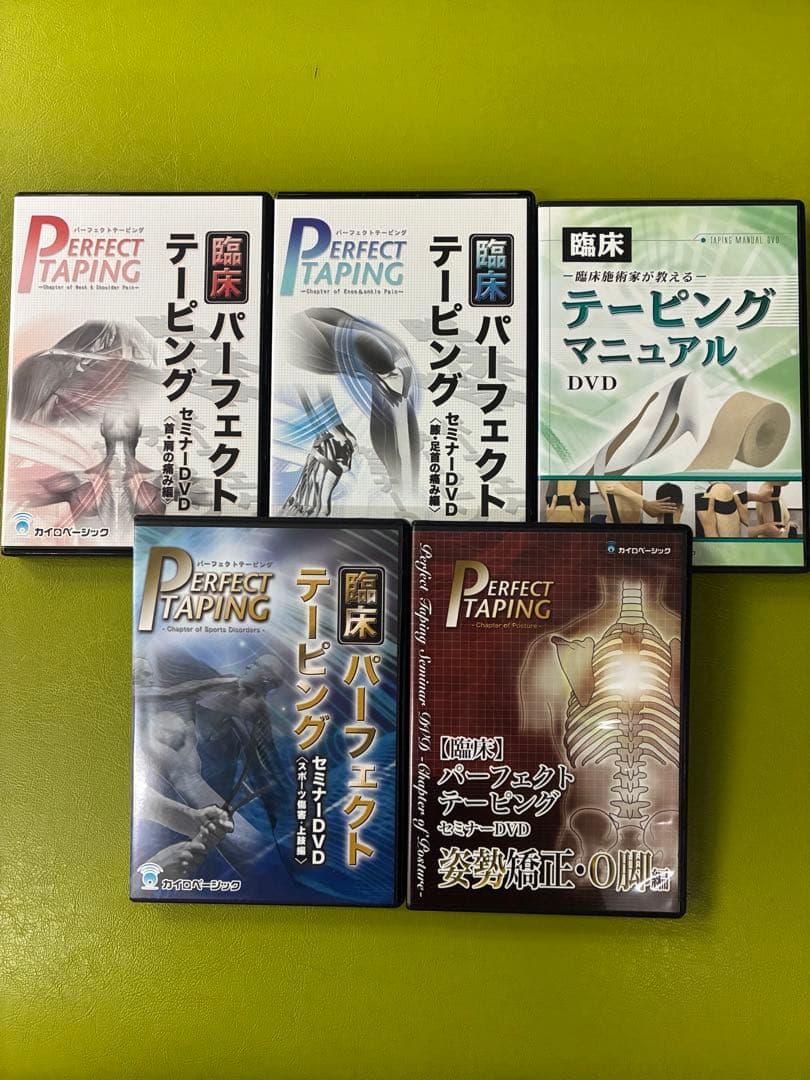 パーフェクトテーピング
PERFECT
TAPING
~Chapter of Neck & Shoulder Pain~
臨床
パーフェクト
テーピング
セミナーDVD
〈首・肩の痛み編〉
カイロベーシック
パーフェクトテーピング
PERFECT
TAPING
~Chapter of Knee&ankle Pain~
臨床
パーフェクト
テーピング
セミナーDVD
〈膝・足首の痛み編〉
TAPING MANUAL DVD
臨床
－臨床施術家が教える－
テーピング
マニュアル
DVD
パーフェクトテーピング
PERFECT
TAPING
- Chapter of Sports Disorders -
臨床
パーフェクト
テーピング
セミナーDVD
〈スポーツ傷害・上肢編〉
カイロベーシック
カイロベーシック
PERFECT
TAPING
- Chapter of Posture -
Perfect Taping Seminar DVD -Chapter of Posture-
【臨床】
パーフェクト
テーピング
セミナーDVD
姿勢矯正・O脚編